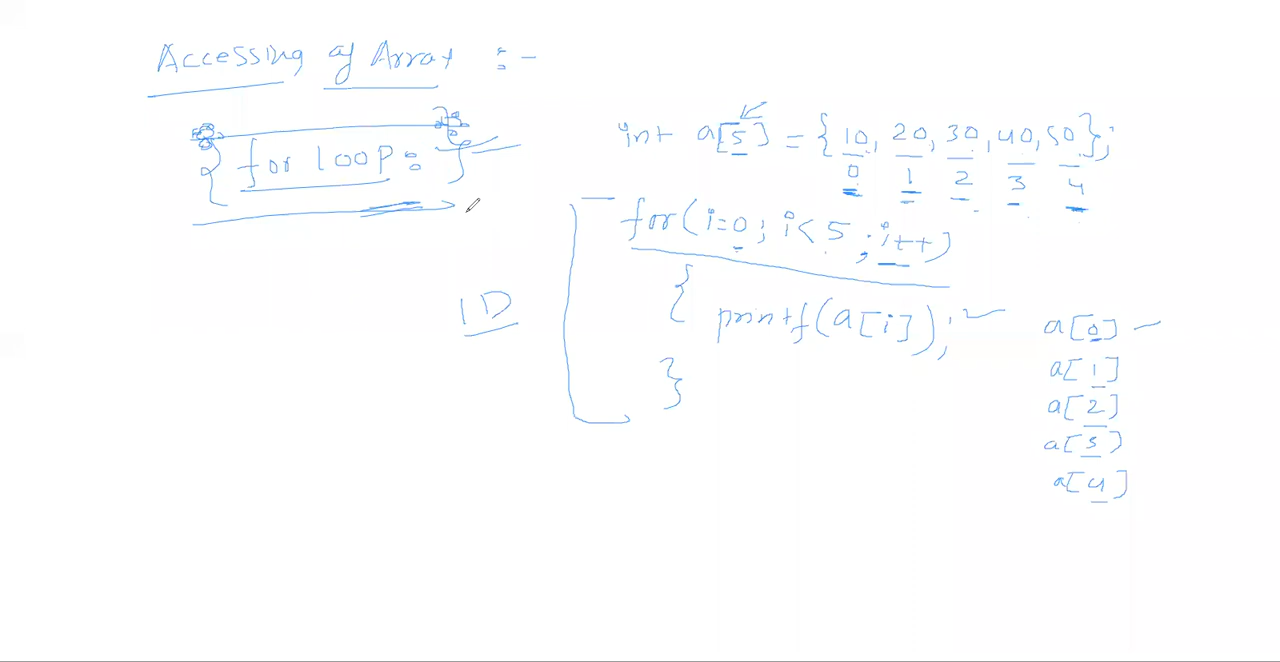 Accessing of Array :-
{ for loop : }
int a[5] = {10, 20, 30, 40, 50};
0 1 2 3 4
for(i=0; i<5; i++)
{
printf(a[i]);
}
1D
a[0]
a[1]
a[2]
a[3]
a[4]